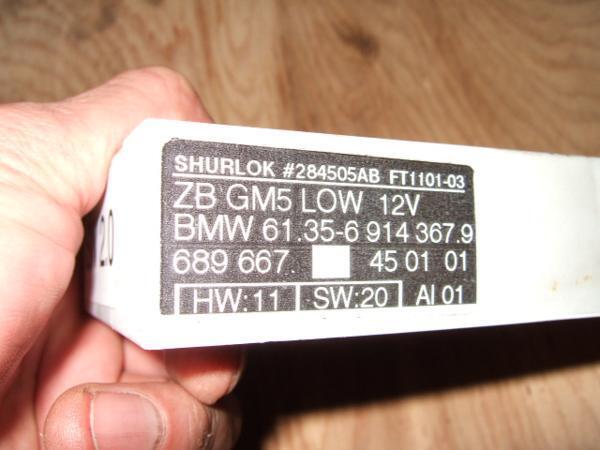 SHURLOK #284505AB FT1101-03
ZB GM5 LOW 12V
BMW 61.35-6 914 367.9
689 667. 45 01 01
HW:11 SW:20 AI 01
20